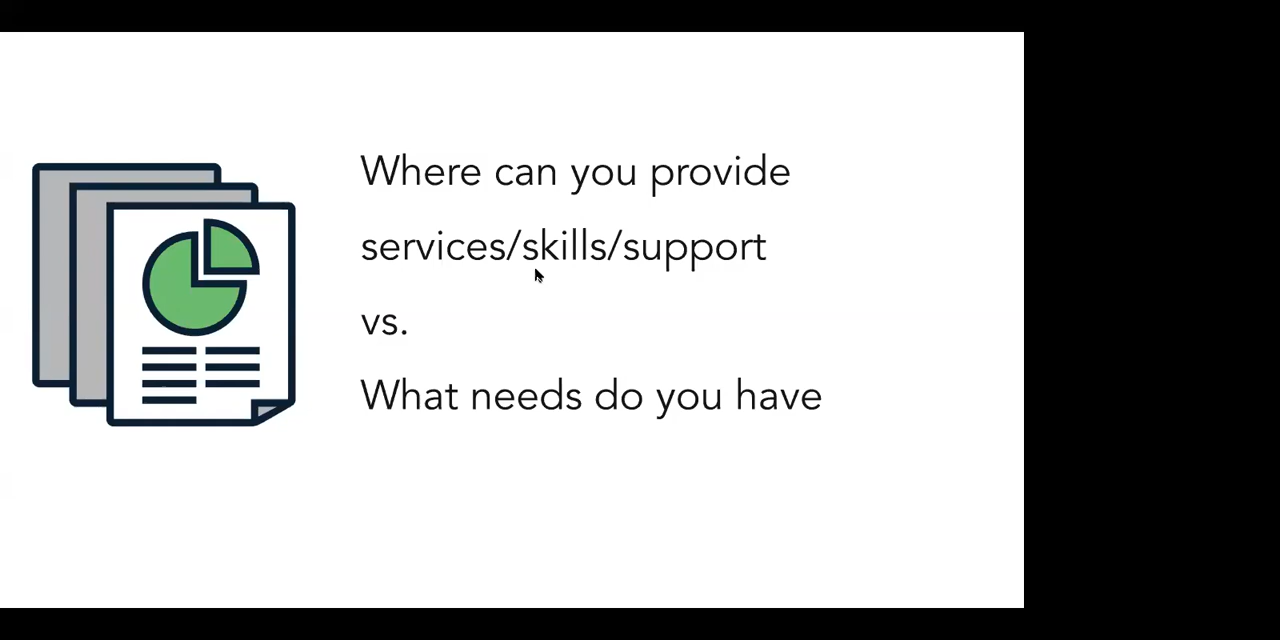 Where can you provide
services/skills/support
vs.
What needs do you have